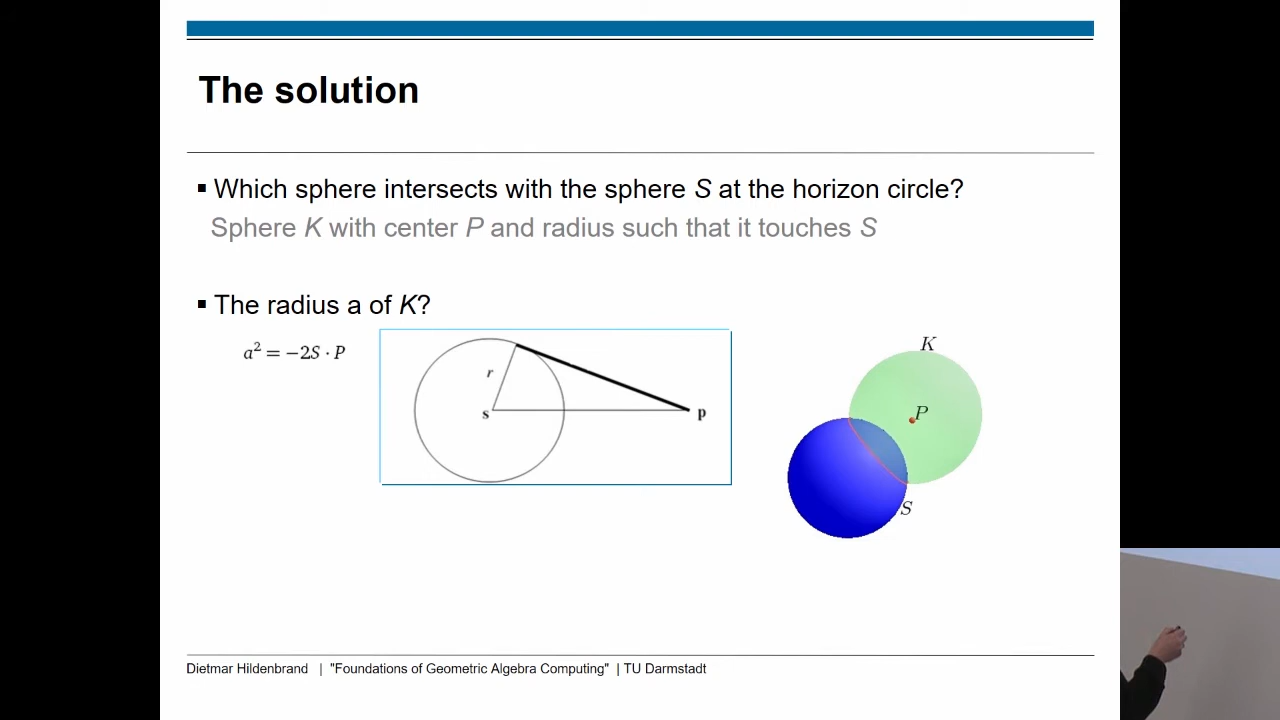 The solution
▪ Which sphere intersects with the sphere S at the horizon circle?
Sphere K with center P and radius such that it touches S
▪ The radius a of K?
a² = −2S · P
r
s
p
K
P
S
Dietmar Hildenbrand | "Foundations of Geometric Algebra Computing" | TU Darmstadt